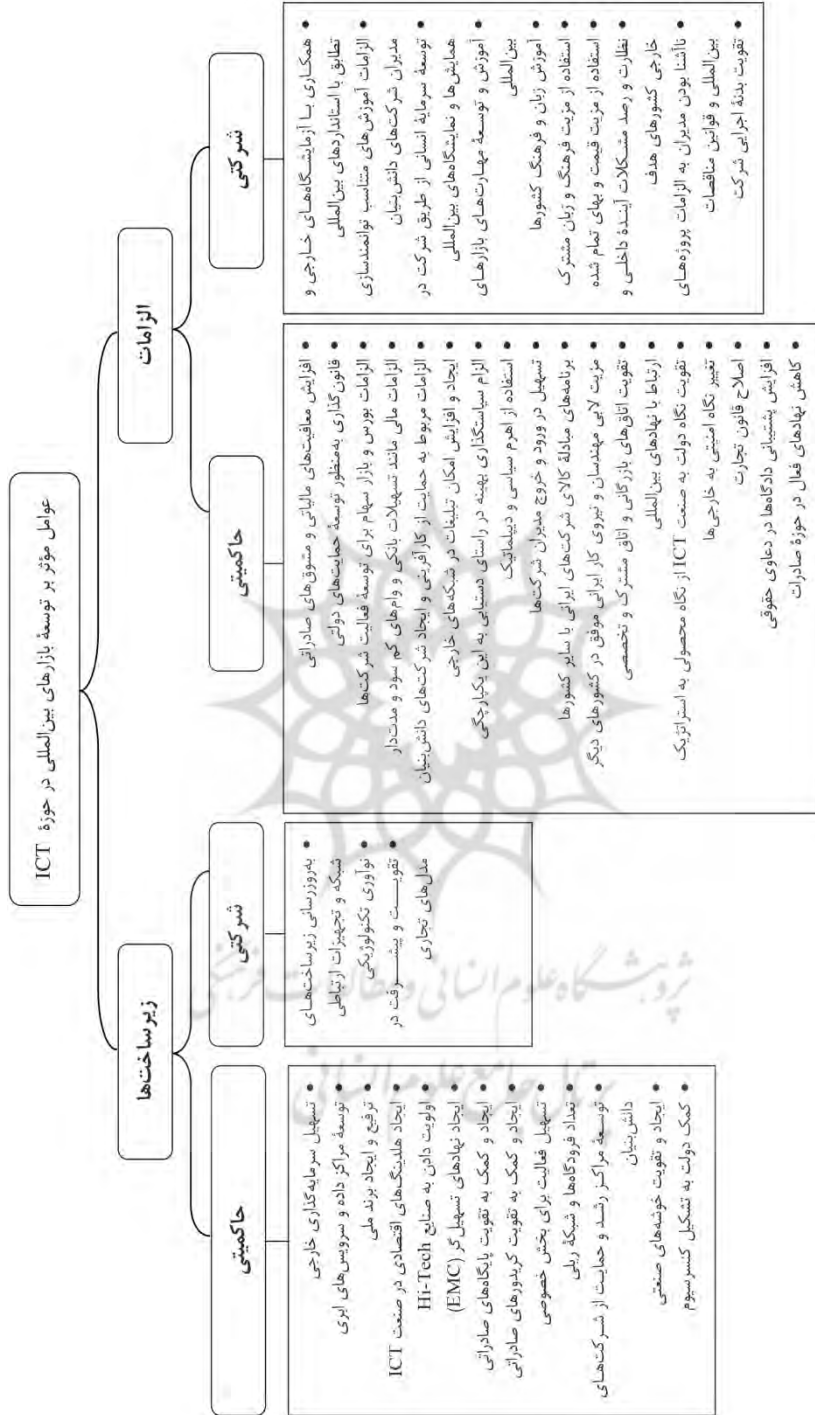 عوامل مؤثر بر توسعهٔ بازارهای بین‌المللی در حوزهٔ ICT
الزامات
شرکتی
همکاری با آزمایشگاه‌های خارجی و
تطابق با استانداردهای بین‌المللی
الزامات آموزش‌های متناسب توانمندسازی
مدیران شرکت‌های دانش‌بنیان
توسعهٔ سرمایهٔ انسانی از طریق شرکت در
همایش‌ها و نمایشگاه‌های بین‌المللی
آموزش و توسعهٔ مهارت‌های بازارهای
بین‌المللی
آموزش زبان و فرهنگ کشورها
استفاده از مزیت فرهنگ و زبان مشترک
استفاده از مزیت قیمت و بهای تمام شده
نظارت و رصد مشکلات آیندهٔ داخلی و
خارجی کشورهای هدف
ناآشنا بودن مدیران به الزامات پروژه‌های
بین‌المللی و قوانین مناقصات
تقویت بدنهٔ اجرایی شرکت
حاکمیتی
افزایش معافیت‌های مالیاتی و مشوق‌های صادراتی
قانون‌گذاری به‌منظور توسعهٔ حمایت‌های دولتی
الزامات بورس و بازار سهام برای توسعهٔ فعالیت شرکت‌ها
الزامات مالی مانند تسهیلات بانکی و وام‌های کم سود و مدت‌دار
الزامات مربوط به حمایت از کارآفرینی و ایجاد شرکت‌های دانش‌بنیان
ایجاد و افزایش امکان تبلیغات در شبکه‌های خارجی
الزام سیاستگذاری بهینه در راستای دستیابی به این یکپارچگی
استفاده از اهرم سیاسی و دیپلماتیک
تسهیل در ورود و خروج مدیران شرکت‌ها
برنامه‌های مبادلهٔ کالای شرکت‌های ایرانی با سایر کشورها
مزیت لابی مهندسان و نیروی کار ایرانی موفق در کشورهای دیگر
تقویت اتاق‌های بازرگانی و اتاق مشترک و تخصصی
ارتباط با نهادهای بین‌المللی
تقویت نگاه دولت به صنعت ICT از نگاه محصولی به استراتژیک
تغییر نگاه امنیتی به خارجی‌ها
اصلاح قانون تجارت
افزایش پشتیبانی دادگاه‌ها در دعاوی حقوقی
کاهش نهادهای فعال در حوزهٔ صادرات
زیرساخت‌ها
شرکتی
به‌روزرسانی زیرساخت‌های
شبکه و تجهیزات ارتباطی
نوآوری تکنولوژیکی
تقویت و پیشرفت در
مدل‌های تجاری
حاکمیتی
تسهیل سرمایه‌گذاری خارجی
توسعهٔ مراکز داده و سرویس‌های ابری
ترفیع و ایجاد برند ملی
ایجاد هلدینگ‌های اقتصادی در صنعت ICT
اولویت دادن به صنایع Hi-Tech
ایجاد نهادهای تسهیل‌گر (EMC)
ایجاد و کمک به تقویت پایگاه‌های صادراتی
ایجاد و کمک به تقویت کریدورهای صادراتی
تسهیل فعالیت برای بخش خصوصی
تعداد فرودگاه‌ها و شبکهٔ ریلی
توسعهٔ مراکز رشد و حمایت از شرکت‌های
دانش‌بنیان
ایجاد و تقویت خوشه‌های صنعتی
کمک دولت به تشکیل کنسرسیوم
پژوهشگاه علوم انسانی و مطالعات فرهنگی
پرتال جامع علوم انسانی